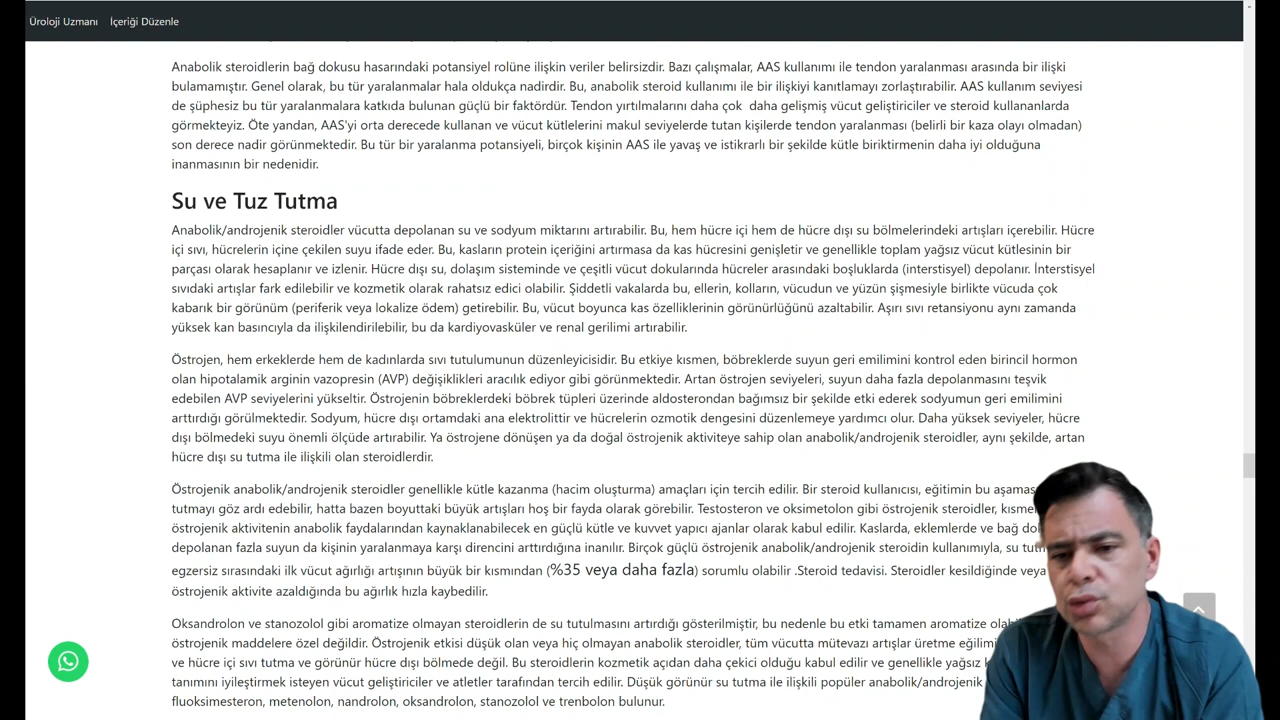 Üroloji Uzmanı İçeriği Düzenle
Anabolik steroidlerin bağ dokusu hasarındaki potansiyel rolüne ilişkin veriler belirsizdir. Bazı çalışmalar, AAS kullanımı ile tendon yaralanması arasında bir ilişki
bulamamıştır. Genel olarak, bu tür yaralanmalar hala oldukça nadirdir. Bu, anabolik steroid kullanımı ile bir ilişkiyi kanıtlamayı zorlaştırabilir. AAS kullanım seviyesi
de şüphesiz bu tür yaralanmalara katkıda bulunan güçlü bir faktördür. Tendon yırtılmalarını daha çok daha gelişmiş vücut geliştiriciler ve steroid kullananlarda
görmekteyiz. Öte yandan, AAS'yi orta derecede kullanan ve vücut kütlelerini makul seviyelerde tutan kişilerde tendon yaralanması (belirli bir kaza olayı olmadan)
son derece nadir görünmektedir. Bu tür bir yaralanma potansiyeli, birçok kişinin AAS ile yavaş ve istikrarlı bir şekilde kütle biriktirmenin daha iyi olduğuna
inanmasının bir nedenidir.
Su ve Tuz Tutma
Anabolik/androjenik steroidler vücutta depolanan su ve sodyum miktarını artırabilir. Bu, hem hücre içi hem de hücre dışı su bölmelerindeki artışları içerebilir. Hücre
içi sıvı, hücrelerin içine çekilen suyu ifade eder. Bu, kasların protein içeriğini artırmasa da kas hücresini genişletir ve genellikle toplam yağsız vücut kütlesinin bir
parçası olarak hesaplanır ve izlenir. Hücre dışı su, dolaşım sisteminde ve çeşitli vücut dokularında hücreler arasındaki boşluklarda (interstisyel) depolanır. İnterstisyel
sıvıdaki artışlar fark edilebilir ve kozmetik olarak rahatsız edici olabilir. Şiddetli vakalarda bu, ellerin, kolların, vücudun ve yüzün şişmesiyle birlikte vücuda çok
kabarık bir görünüm (periferik veya lokalize ödem) getirebilir. Bu, vücut boyunca kas özelliklerinin görünürlüğünü azaltabilir. Aşırı sıvı retansiyonu aynı zamanda
yüksek kan basıncıyla da ilişkilendirilebilir, bu da kardiyovasküler ve renal gerilimi artırabilir.
Östrojen, hem erkeklerde hem de kadınlarda sıvı tutulumunun düzenleyicisidir. Bu etkiye kısmen, böbreklerde suyun geri emilimini kontrol eden birincil hormon
olan hipotalamik arginin vazopresin (AVP) değişiklikleri aracılık ediyor gibi görünmektedir. Artan östrojen seviyeleri, suyun daha fazla depolanmasını teşvik
edebilen AVP seviyelerini yükseltir. Östrojenin böbreklerdeki böbrek tüpleri üzerinde aldosterondan bağımsız bir şekilde etki ederek sodyumun geri emilimini
arttırdığı görülmektedir. Sodyum, hücre dışı ortamdaki ana elektrolittir ve hücrelerin ozmotik dengesini düzenlemeye yardımcı olur. Daha yüksek seviyeler, hücre
dışı bölmedeki suyu önemli ölçüde artırabilir. Ya östrojene dönüşen ya da doğal östrojenik aktiviteye sahip olan anabolik/androjenik steroidler, aynı şekilde, artan
hücre dışı su tutma ile ilişkili olan steroidlerdir.
Östrojenik anabolik/androjenik steroidler genellikle kütle kazanma (hacim oluşturma) amaçları için tercih edilir. Bir steroid kullanıcısı, eğitimin bu aşamas
tutmayı göz ardı edebilir, hatta bazen boyuttaki büyük artışları hoş bir fayda olarak görebilir. Testosteron ve oksimetolon gibi östrojenik steroidler, kısme
östrojenik aktivitenin anabolik faydalarından kaynaklanabilecek en güçlü kütle ve kuvvet yapıcı ajanlar olarak kabul edilir. Kaslarda, eklemlerde ve bağ do
depolanan fazla suyun da kişinin yaralanmaya karşı direncini arttırdığına inanılır. Birçok güçlü östrojenik anabolik/androjenik steroidin kullanımıyla, su
egzersiz sırasındaki ilk vücut ağırlığı artışının büyük bir kısmından (%35 veya daha fazla) sorumlu olabilir .Steroid tedavisi. Steroidler kesildiğinde veya
östrojenik aktivite azaldığında bu ağırlık hızla kaybedilir.
Oksandrolon ve stanozolol gibi aromatize olmayan steroidlerin de su tutulmasını artırdığı gösterilmiştir, bu nedenle bu etki tamamen aromatize
östrojenik maddelere özel değildir. Östrojenik etkisi düşük olan veya hiç olmayan anabolik steroidler, tüm vücutta mütevazı artışlar üretme
ve hücre içi sıvı tutma ve görünür hücre dışı bölmede değil. Bu steroidlerin kozmetik açıdan daha çekici olduğu kabul edilir ve genellikle yağsız
tanımını iyileştirmek isteyen vücut geliştiriciler ve atletler tarafından tercih edilir. Düşük görünür su tutma ile ilişkili popüler anabolik/androjenik
fluoksimesteron, metenolon, nandrolon, oksandrolon, stanozolol ve trenbolon bulunur.